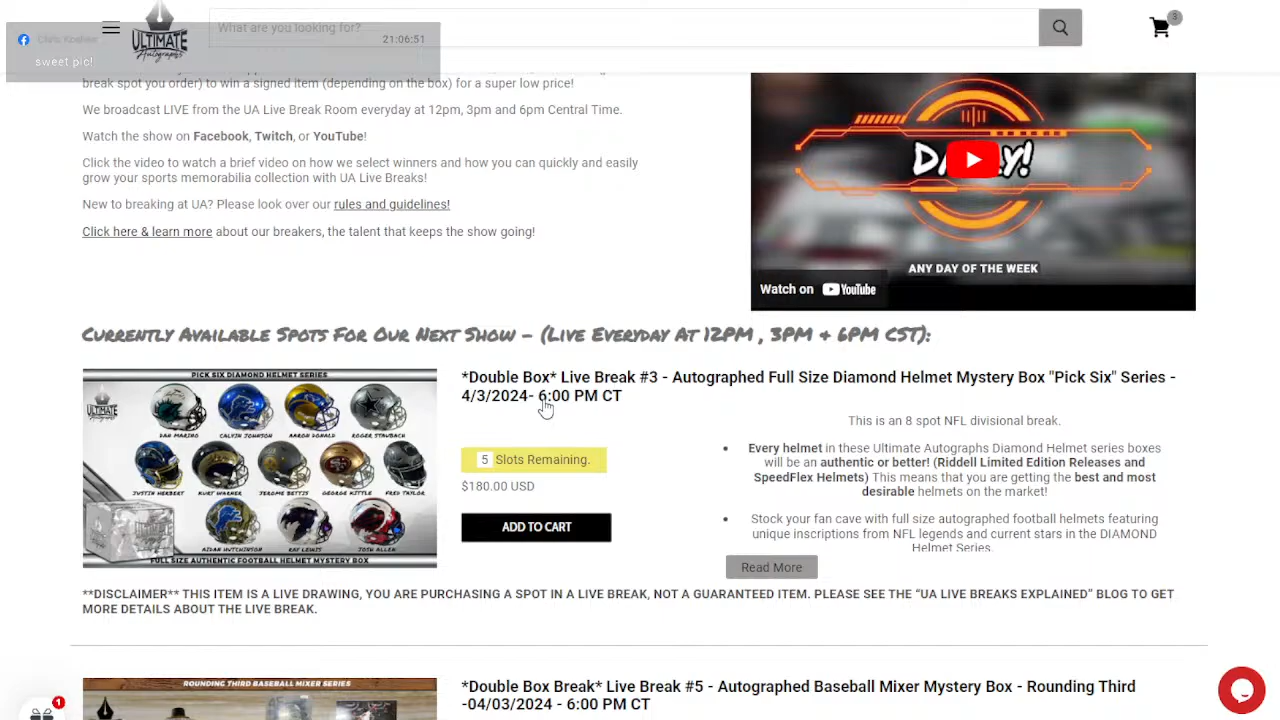 What are you looking for?
3
ULTIMATE
Autographs
21:06:51
sweet pic!
break spot you order) to win a signed item (depending on the box) for a super low price!
We broadcast LIVE from the UA Live Break Room everyday at 12pm, 3pm and 6pm Central Time.
Watch the show on Facebook, Twitch, or YouTube!
Click the video to watch a brief video on how we select winners and how you can quickly and easily
grow your sports memorabilia collection with UA Live Breaks!
New to breaking at UA? Please look over our rules and guidelines!
Click here & learn more about our breakers, the talent that keeps the show going!
ANY DAY OF THE WEEK
Watch on YouTube
Currently Available Spots For Our Next Show – (Live Everyday At 12PM , 3PM & 6PM CST):
PICK SIX DIAMOND HELMET SERIES
DAN MARINO CALVIN JOHNSON AARON DONALD ROGER STAUBACH
JUSTIN HERBERT KURT WARNER JEROME BETTIS GEORGE KITTLE FRED TAYLOR
AIDAN HUTCHINSON RAY LEWIS JOSH ALLEN
FULL SIZE AUTHENTIC FOOTBALL HELMET MYSTERY BOX
*Double Box* Live Break #3 - Autographed Full Size Diamond Helmet Mystery Box "Pick Six" Series -
4/3/2024- 6:00 PM CT
5 Slots Remaining.
$180.00 USD
ADD TO CART
This is an 8 spot NFL divisional break.
• Every helmet in these Ultimate Autographs Diamond Helmet series boxes
will be an authentic or better! (Riddell Limited Edition Releases and
SpeedFlex Helmets) This means that you are getting the best and most
desirable helmets on the market!
• Stock your fan cave with full size autographed football helmets featuring
unique inscriptions from NFL legends and current stars in the DIAMOND
Helmet Series.
Read More
**DISCLAIMER** THIS ITEM IS A LIVE DRAWING, YOU ARE PURCHASING A SPOT IN A LIVE BREAK, NOT A GUARANTEED ITEM. PLEASE SEE THE “UA LIVE BREAKS EXPLAINED” BLOG TO GET
MORE DETAILS ABOUT THE LIVE BREAK.
ROUNDING THIRD BASEBALL MIXER SERIES
*Double Box Break* Live Break #5 - Autographed Baseball Mixer Mystery Box - Rounding Third
-04/03/2024 - 6:00 PM CT
1